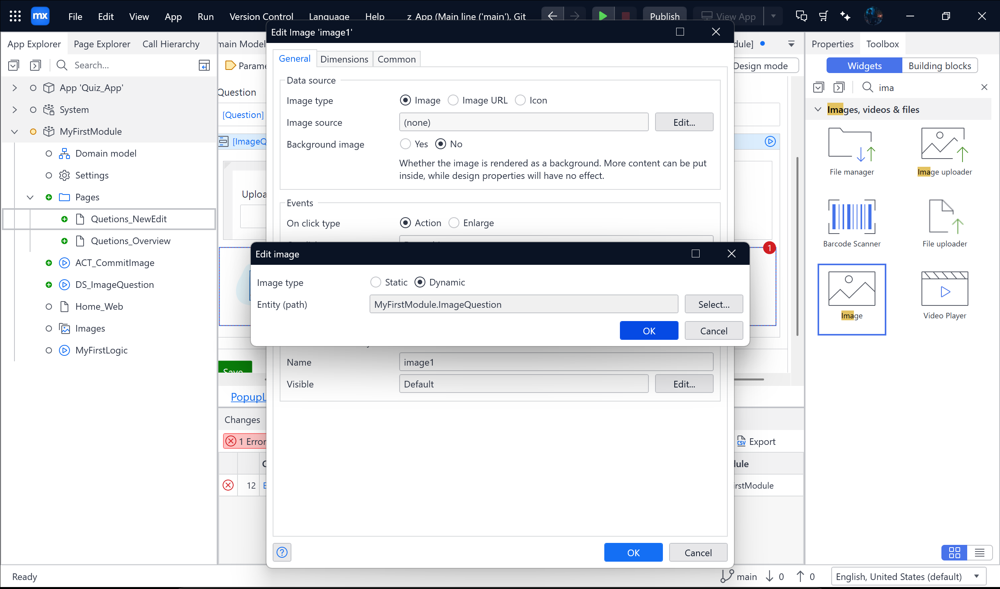 mx File Edit View App Run Version Control Language Help z_App (Main line ('main'), Git Publish View App
App Explorer Page Explorer Call Hierarchy
Search...
App 'Quiz_App'
System
MyFirstModule
Domain model
Settings
Pages
Quetions_NewEdit
Quetions_Overview
ACT_CommitImage
DS_ImageQuestion
Home_Web
Images
MyFirstLogic
main Model
Parame
Question
[Question]
[ImageQ
Uploa
Save
PopupL
Changes
1 Error
12
dule]
Design mode
1
Export
dule
irstModule
Edit Image 'image1'
General Dimensions Common
Data source
Image type Image Image URL Icon
Image source (none) Edit...
Background image Yes No
Whether the image is rendered as a background. More content can be put
inside, while design properties will have no effect.
Events
On click type Action Enlarge
Edit image
Image type Static Dynamic
Entity (path) MyFirstModule.ImageQuestion Select...
OK Cancel
Name image1
Visible Default Edit...
OK Cancel
Properties Toolbox
Widgets Building blocks
ima
Images, videos & files
File manager Image uploader
Barcode Scanner File uploader
Image Video Player
Ready
main 0 0 English, United States (default)